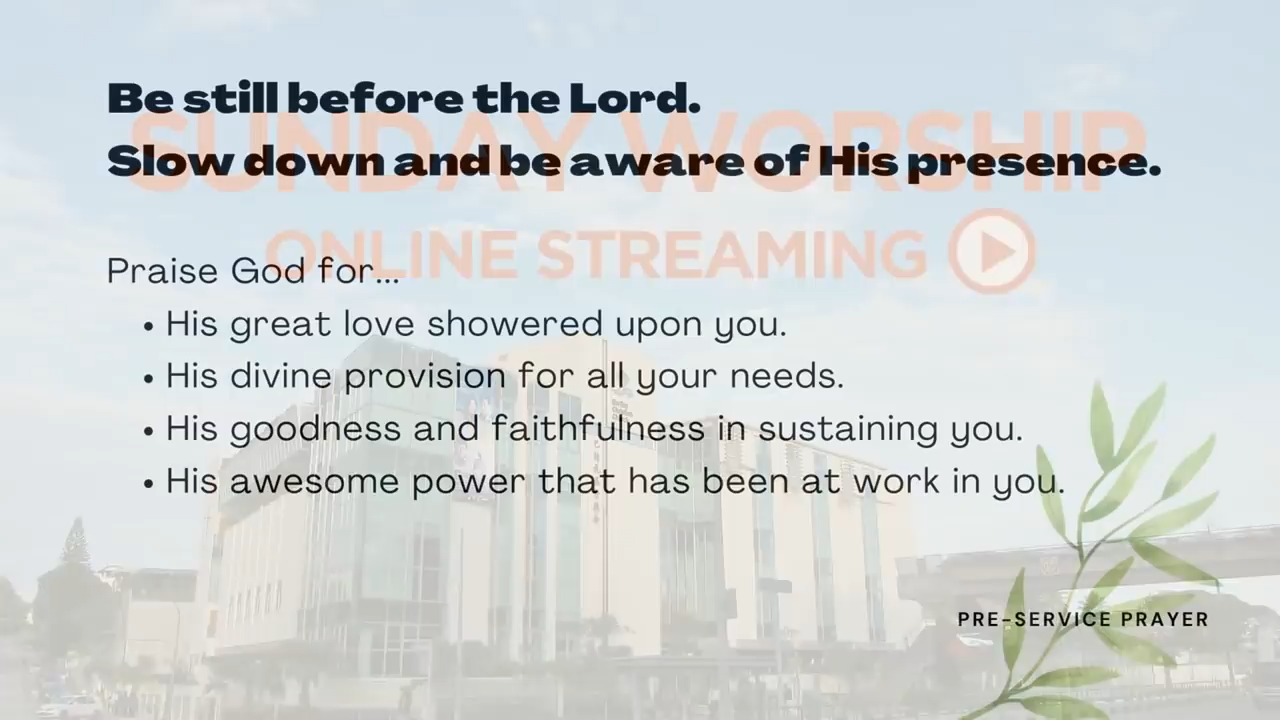 Be still before the Lord.
SUNDAY WORSHIP
Slow down and be aware of His presence.
ONLINE STREAMING
Praise God for...
• His great love showered upon you.
• His divine provision for all your needs.
• His goodness and faithfulness in sustaining you.
• His awesome power that has been at work in you.
PRE-SERVICE PRAYER